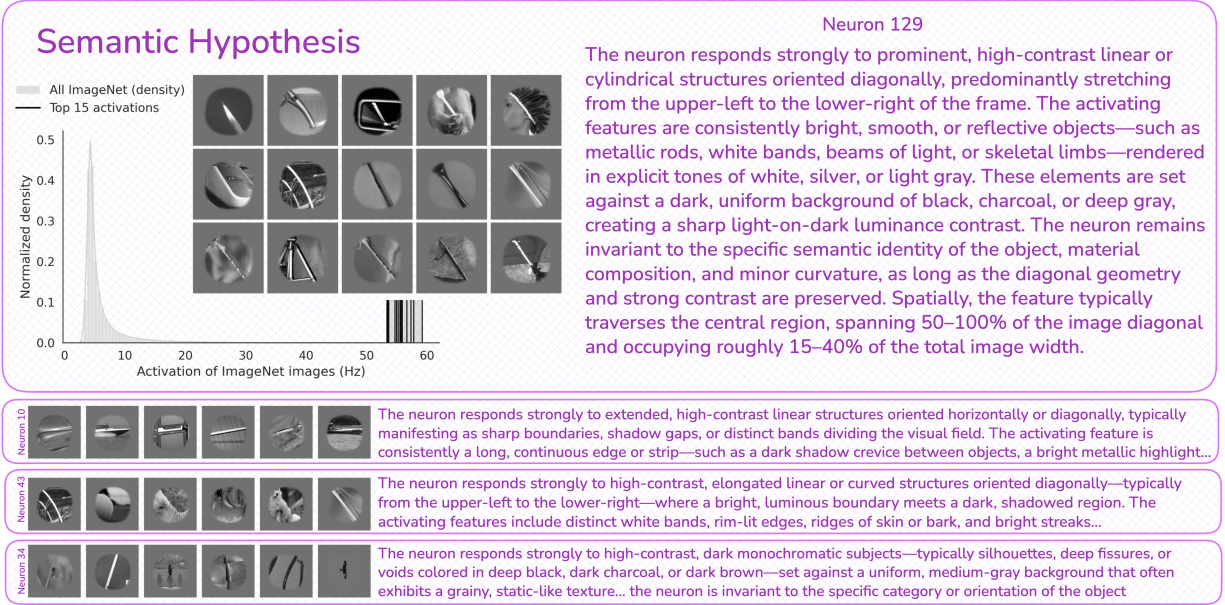 Semantic Hypothesis
All ImageNet (density)
Top 15 activations
0.5
0.4
0.3
0.2
0.1
0.0
Normalized density
0
10
20
30
40
50
60
Activation of ImageNet images (Hz)
Neuron 129
The neuron responds strongly to prominent, high-contrast linear or
cylindrical structures oriented diagonally, predominantly stretching
from the upper-left to the lower-right of the frame. The activating
features are consistently bright, smooth, or reflective objects—such as
metallic rods, white bands, beams of light, or skeletal limbs—rendered
in explicit tones of white, silver, or light gray. These elements are set
against a dark, uniform background of black, charcoal, or deep gray,
creating a sharp light-on-dark luminance contrast. The neuron remains
invariant to the specific semantic identity of the object, material
composition, and minor curvature, as long as the diagonal geometry
and strong contrast are preserved. Spatially, the feature typically
traverses the central region, spanning 50–100% of the image diagonal
and occupying roughly 15–40% of the total image width.
Neuron 10
The neuron responds strongly to extended, high-contrast linear structures oriented horizontally or diagonally, typically
manifesting as sharp boundaries, shadow gaps, or distinct bands dividing the visual field. The activating feature is
consistently a long, continuous edge or strip—such as a dark shadow crevice between objects, a bright metallic highlight...
Neuron 43
The neuron responds strongly to high-contrast, elongated linear or curved structures oriented diagonally—typically
from the upper-left to the lower-right—where a bright, luminous boundary meets a dark, shadowed region. The
activating features include distinct white bands, rim-lit edges, ridges of skin or bark, and bright streaks...
Neuron 34
The neuron responds strongly to high-contrast, dark monochromatic subjects—typically silhouettes, deep fissures, or
voids colored in deep black, dark charcoal, or dark brown—set against a uniform, medium-gray background that often
exhibits a grainy, static-like texture... the neuron is invariant to the specific category or orientation of the object